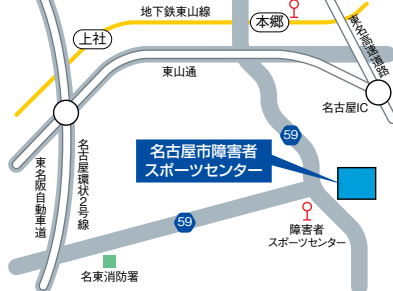 地下鉄東山線
本郷
上社
東名高速道路
東山通
名古屋IC
59
名古屋市障害者
スポーツセンター
名古屋環状2号線
東名阪自動車道
59
障害者
スポーツセンター
名東消防署